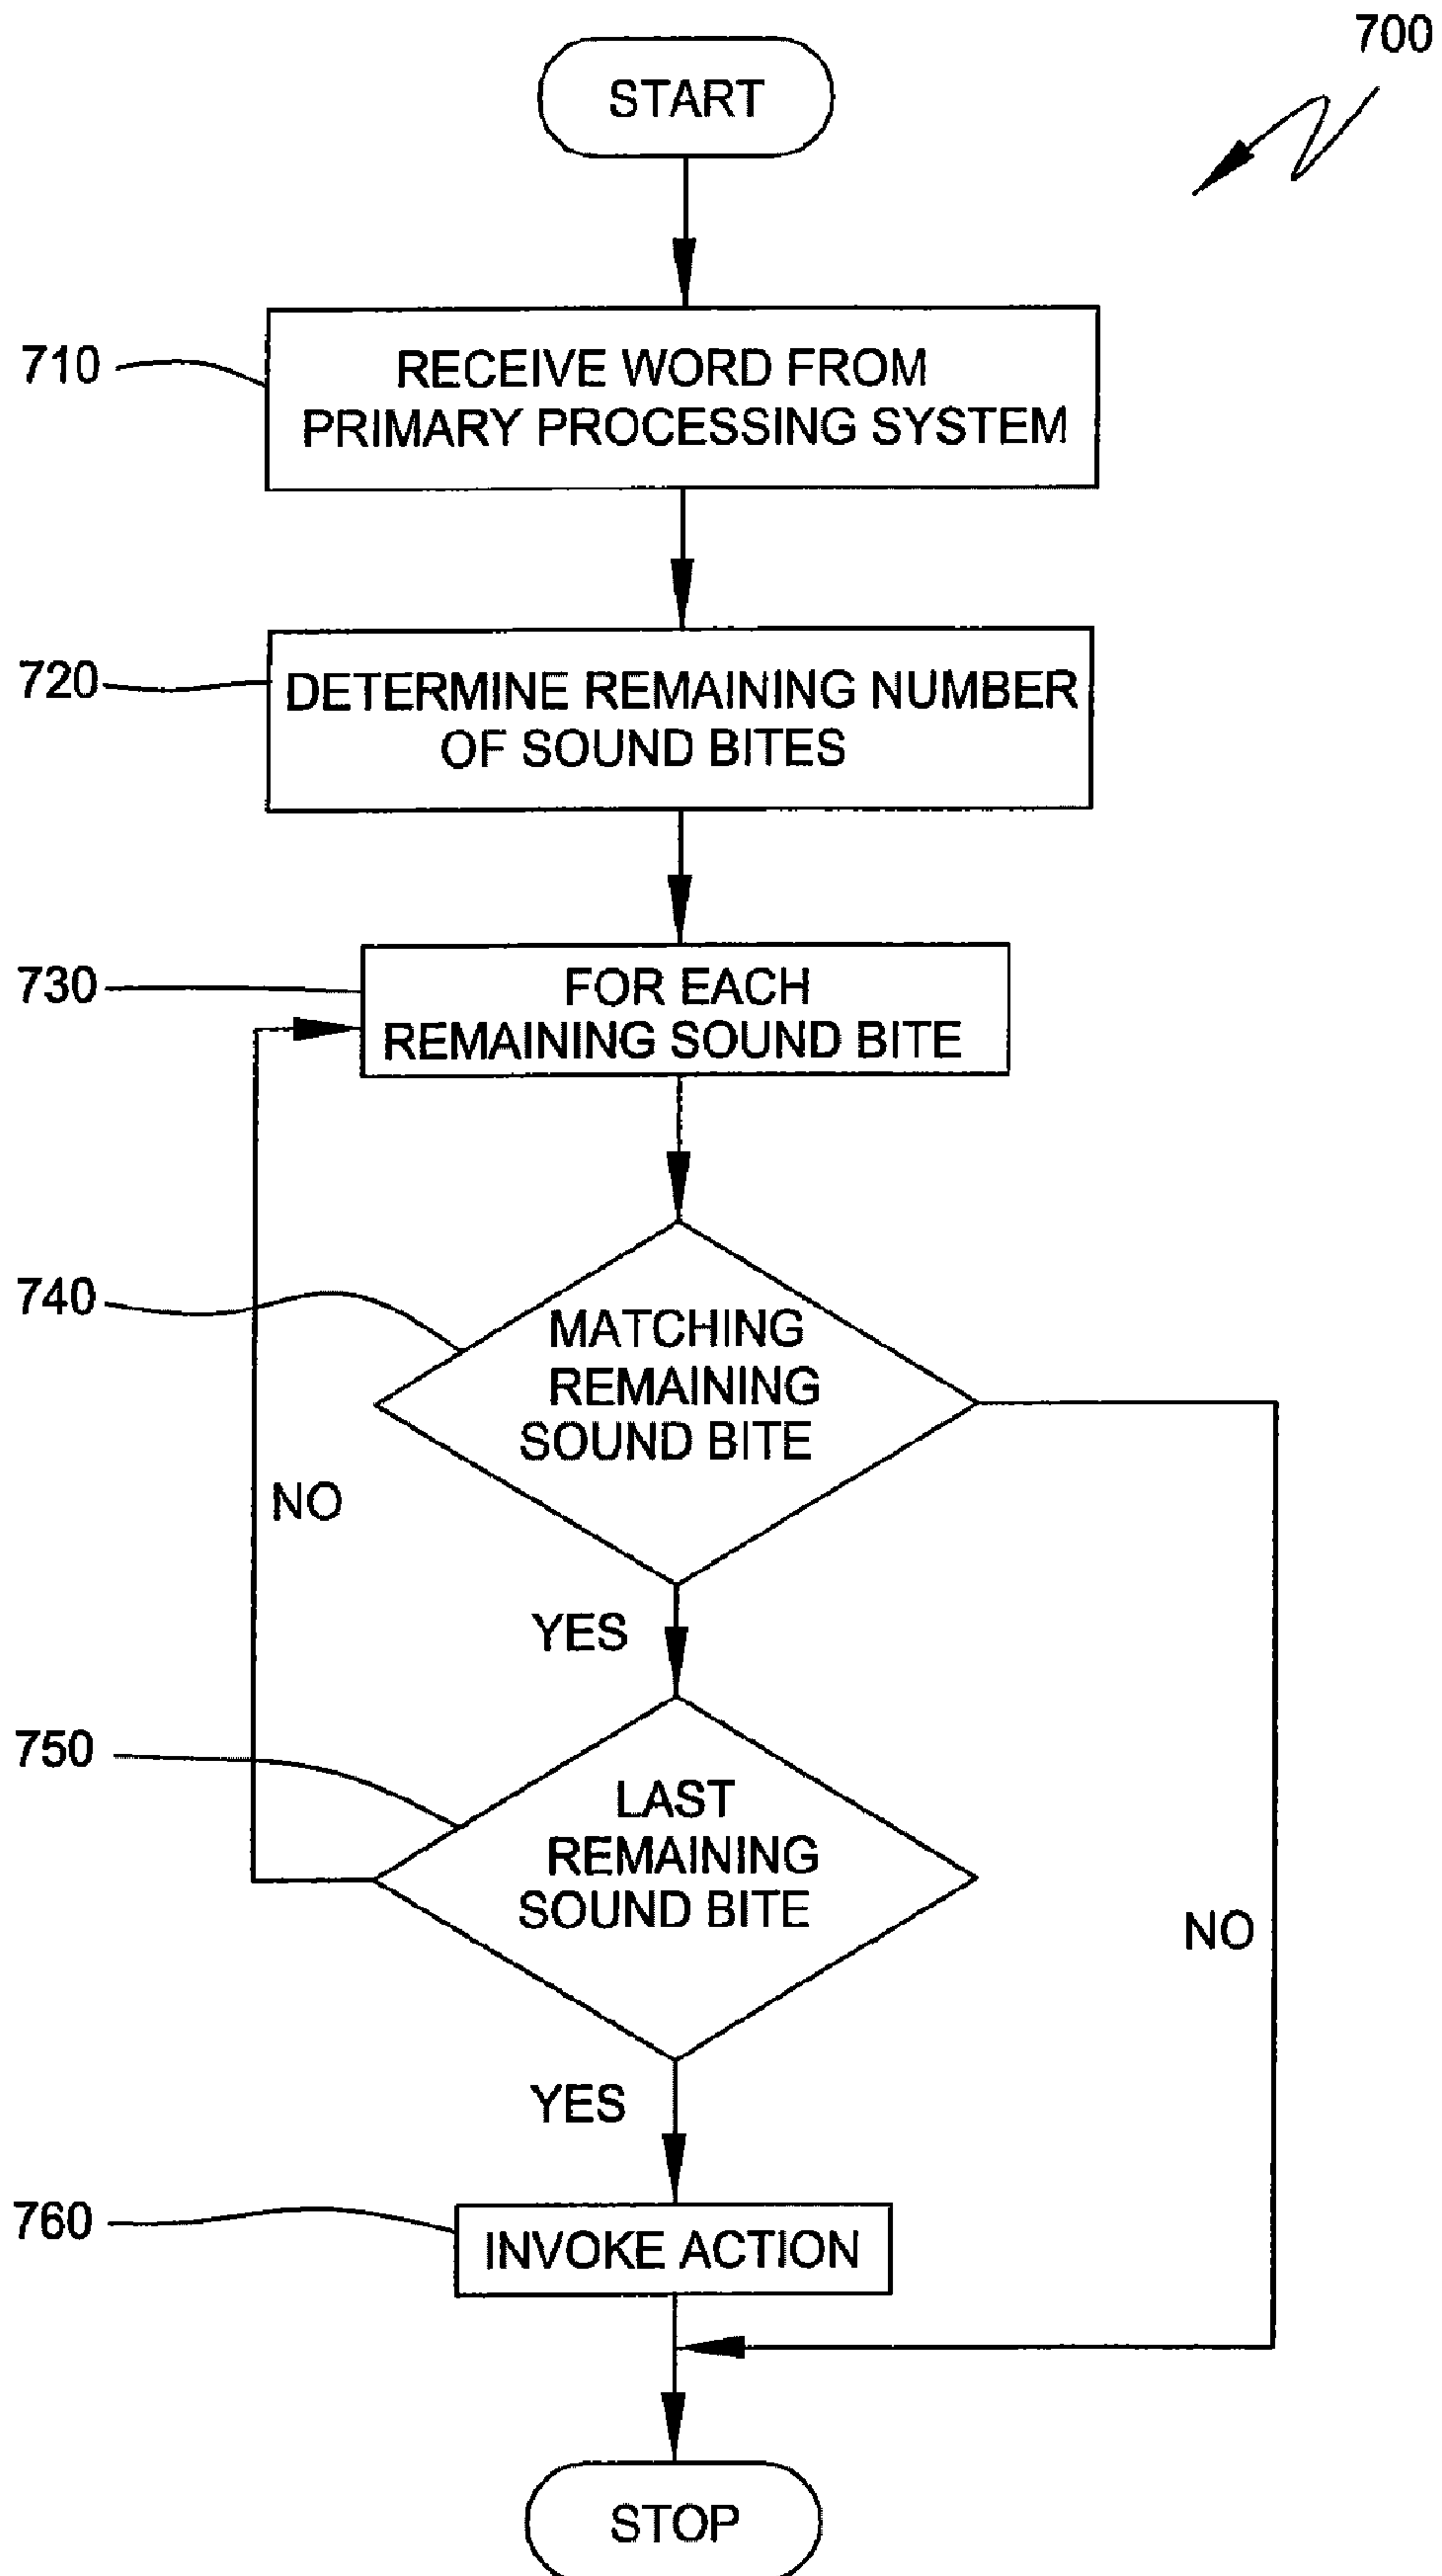 700
START
710
RECEIVE WORD FROM
PRIMARY PROCESSING SYSTEM
720
DETERMINE REMAINING NUMBER
OF SOUND BITES
730
FOR EACH
REMAINING SOUND BITE
740
MATCHING
REMAINING
SOUND BITE
NO
YES
750
LAST
REMAINING
SOUND BITE
NO
YES
760
INVOKE ACTION
STOP